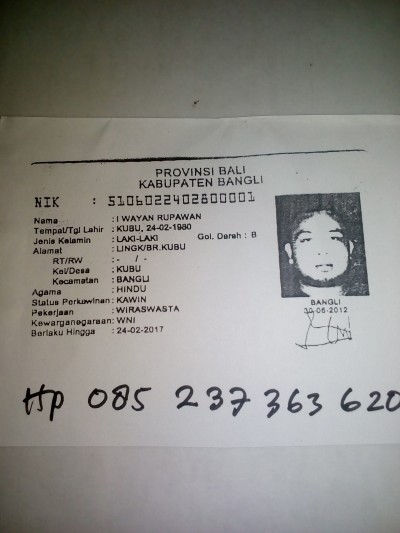 PROVINSI BALI
KABUPATEN BANGLI
NIK : 5106022402800001
Nama : I WAYAN RUPAWAN
Tempat/Tgl Lahir : KUBU, 24-02-1980
Jenis Kelamin : LAKI-LAKI Gol. Darah : B
Alamat : LINGK/BR.KUBU
RT/RW : - / -
Kel/Desa : KUBU
Kecamatan : BANGLI
Agama : HINDU
Status Perkawinan : KAWIN
Pekerjaan : WIRASWASTA
Kewarganegaraan : WNI
Berlaku Hingga : 24-02-2017
BANGLI
30-05-2012
Hp 085 237 363 620